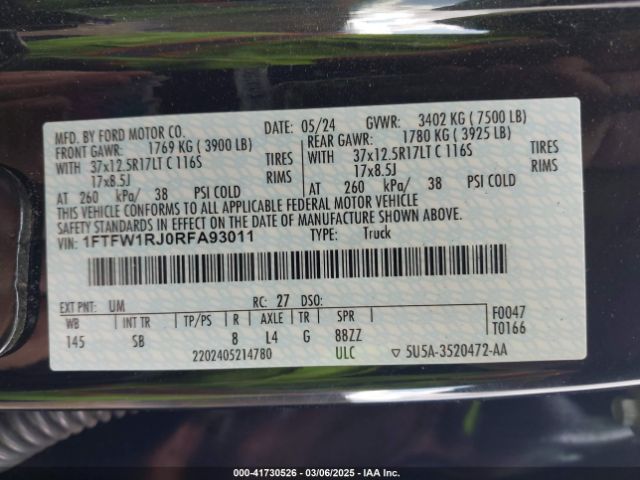 MFD. BY FORD MOTOR CO. DATE: 05/24 GVWR: 3402 KG ( 7500 LB)
FRONT GAWR: 1769 KG ( 3900 LB) REAR GAWR: 1780 KG ( 3925 LB)
WITH 37x12.5R17LT C 116S TIRES WITH 37x12.5R17LT C 116S TIRES
17x8.5J RIMS 17x8.5J RIMS
AT 260 kPa/ 38 PSI COLD AT 260 kPa/ 38 PSI COLD
THIS VEHICLE CONFORMS TO ALL APPLICABLE FEDERAL MOTOR VEHICLE
SAFETY STANDARDS IN EFFECT ON THE DATE OF MANUFACTURE SHOWN ABOVE.
VIN: 1FTFW1RJ0RFA93011 TYPE: Truck
EXT PNT: UM RC: 27 DSO: F0047
WB INT TR TP/PS R AXLE TR SPR T0166
145 SB 8 L4 G 88ZZ
2202405214780 ULC 5U5A-3520472-AA
000-41730526 - 03/06/2025 - IAA Inc.